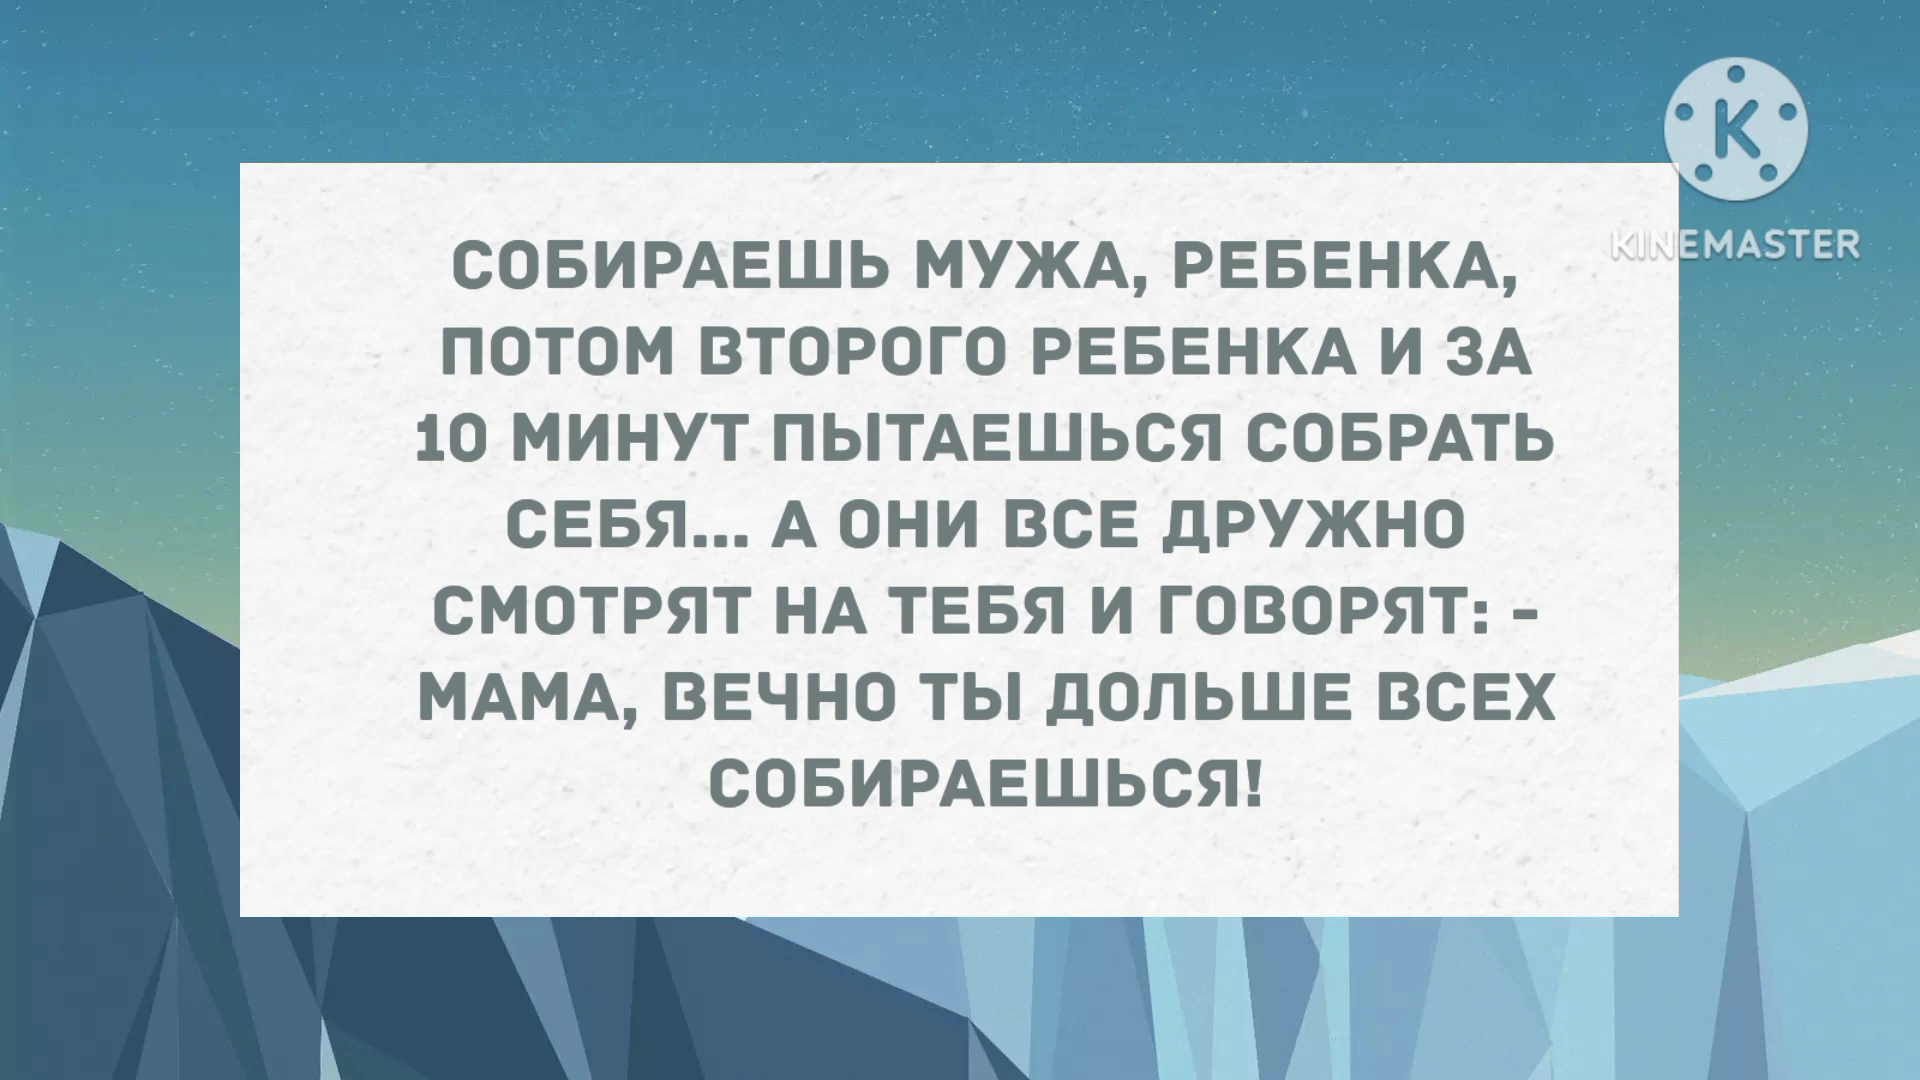 СОБИРАЕШЬ МУЖА, РЕБЕНКА,
ПОТОМ ВТОРОГО РЕБЕНКА И ЗА
10 МИНУТ ПЫТАЕШЬСЯ СОБРАТЬ
СЕБЯ... А ОНИ ВСЕ ДРУЖНО
СМОТРЯТ НА ТЕБЯ И ГОВОРЯТ: -
МАМА, ВЕЧНО ТЫ ДОЛЬШЕ ВСЕХ
СОБИРАЕШЬСЯ!
K
KINEMASTER